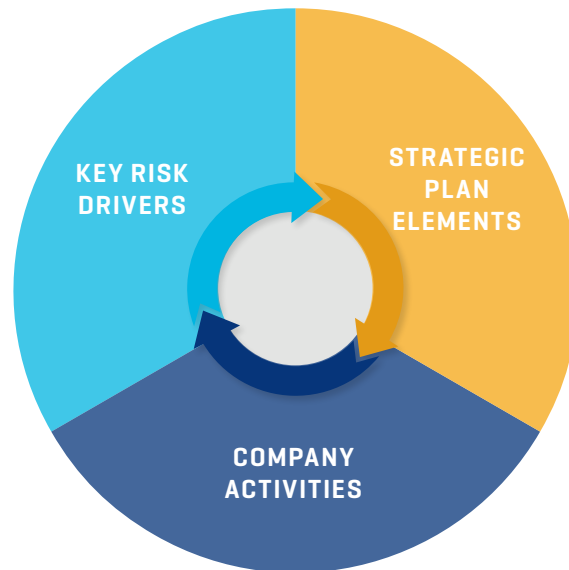 KEY RISK
DRIVERS
STRATEGIC
PLAN
ELEMENTS
COMPANY
ACTIVITIES